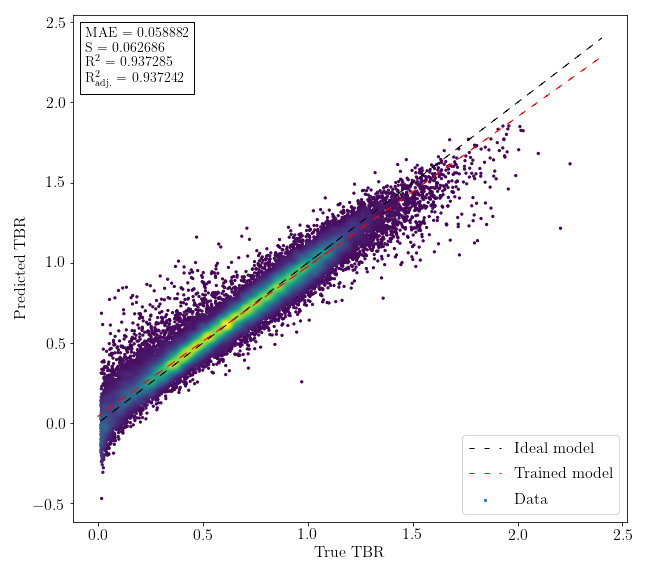 MAE = 0.058882
S = 0.062686
R² = 0.937285
R²adj. = 0.937242
2.5
2.0
1.5
1.0
0.5
0.0
−0.5
Predicted TBR
Ideal model
Trained model
Data
0.0 0.5 1.0 1.5 2.0 2.5
True TBR